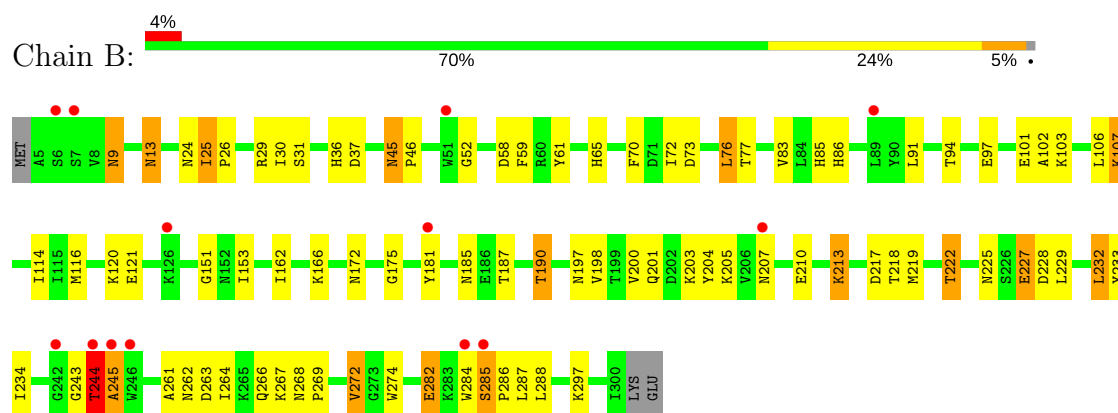 4%
Chain B:
70% 24% 5% •
MET A5 S6 S7 V8 N9 N13 N24 I25 P26 R29 I30 S31 H36 D37 N45 P46 W51 G52 D58 F59 R60 Y61 H65 F70 D71 I72 D73 L76 T77 V83 L84 H85 H86 L89 Y90 L91 T94 E97 E101 A102 K103 L106 K107
I114 I115 M116 K120 E121 K126 G151 N152 I153 I162 K166 N172 G175 Y181 N185 E186 T187 T190 N197 V198 T199 V200 Q201 D202 K203 Y204 K205 V206 N207 E210 K213 D217 T218 M219 T222 N225 S226 E227 D228 L229 L232 Y233
I234 G242 G243 T244 A245 W246 A261 N262 D263 I264 K265 Q266 K267 N268 P269 V272 G273 W274 E282 K283 W284 S285 P286 L287 L288 K297 I300 LYS GLU